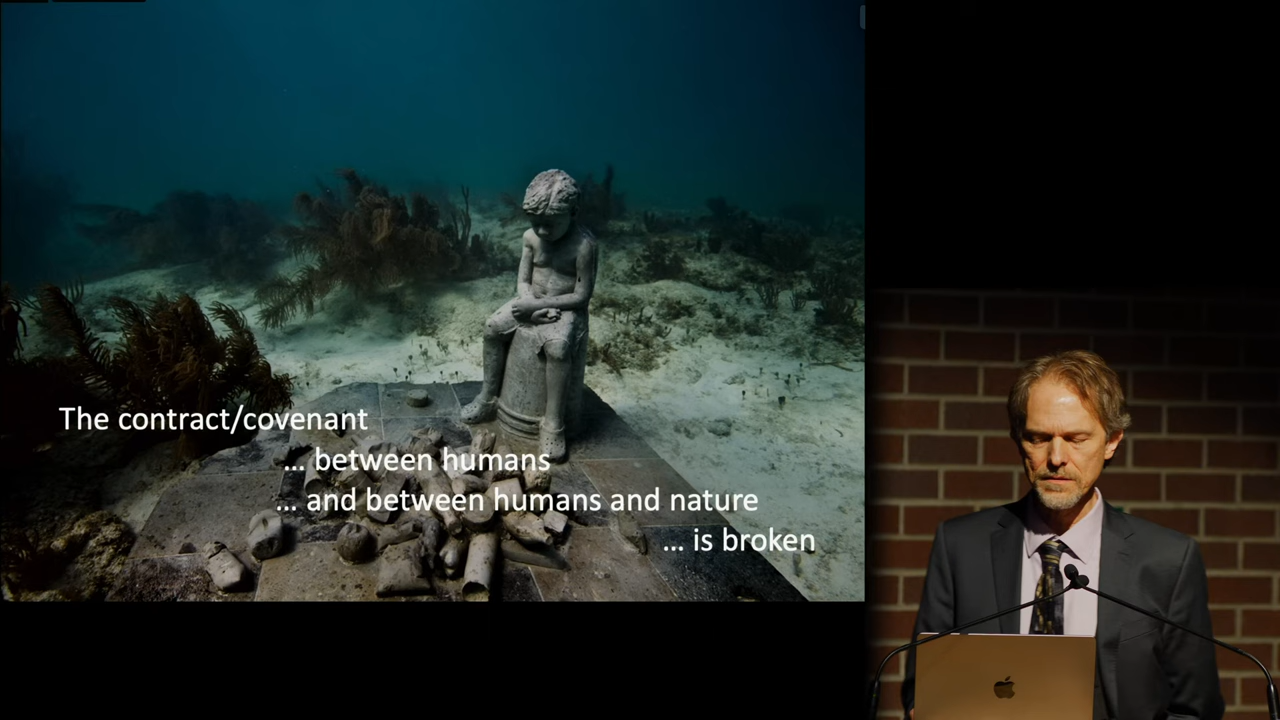 The contract/covenant
... between humans
... and between humans and nature
... is broken